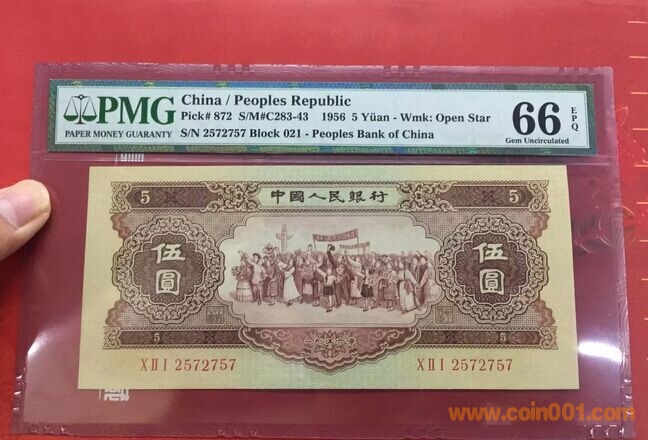 PMG
PAPER MONEY GUARANTY
China / Peoples Republic
Pick# 872 S/M#C283-43 1956 5 Yüan - Wmk: Open Star
S/N 2572757 Block 021 - Peoples Bank of China
66
EPQ
Gem Uncirculated
5
中國人民銀行
5
伍圓
伍圓
XⅡI 2572757
XⅡI 2572757
5
5
www.coin001.com